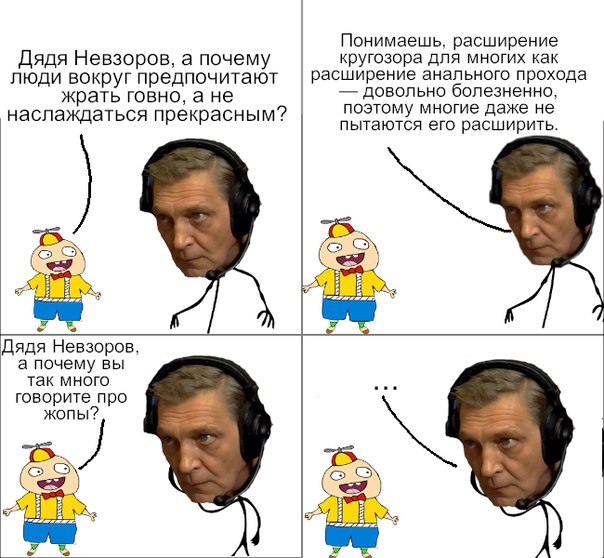 Дядя Невзоров, а почему
люди вокруг предпочитают
жрать говно, а не
наслаждаться прекрасным?
Понимаешь, расширение
кругозора для многих как
расширение анального прохода
— довольно болезненно,
поэтому многие даже не
пытаются его расширить.
Дядя Невзоров,
а почему вы
так много
говорите про
жопы?
...